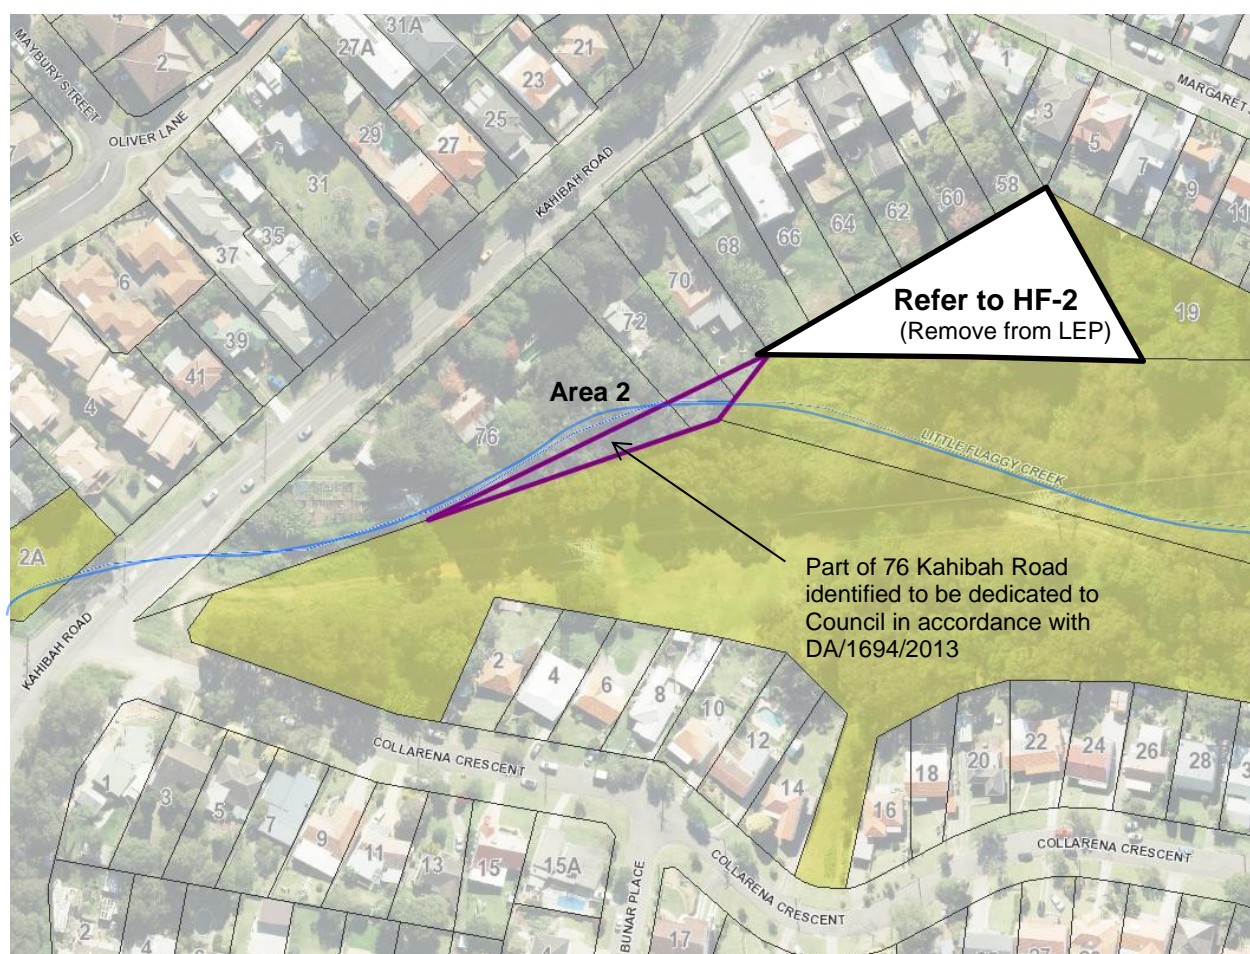 MAYBURY STREET
2
27A
31A
21
23
25
1
MARGARET
3
5
7
9
11
OLIVER LANE
29
27
31
KAHIBAH ROAD
58
60
62
64
66
68
70
72
35
37
6
39
41
4
76
19
Refer to HF-2
(Remove from LEP)
Area 2
LITTLE FLAGGY CREEK
2A
KAHIBAH ROAD
Part of 76 Kahibah Road
identified to be dedicated to
Council in accordance with
DA/1694/2013
2
4
6
8
10
12
14
16
18
20
22
24
26
28
COLLARENA CRESCENT
1
3
5
7
9
11
13
15
15A
COLLARENA CRESCENT
COLLARENA CRESCENT
BUNAR PLACE
17
2
4